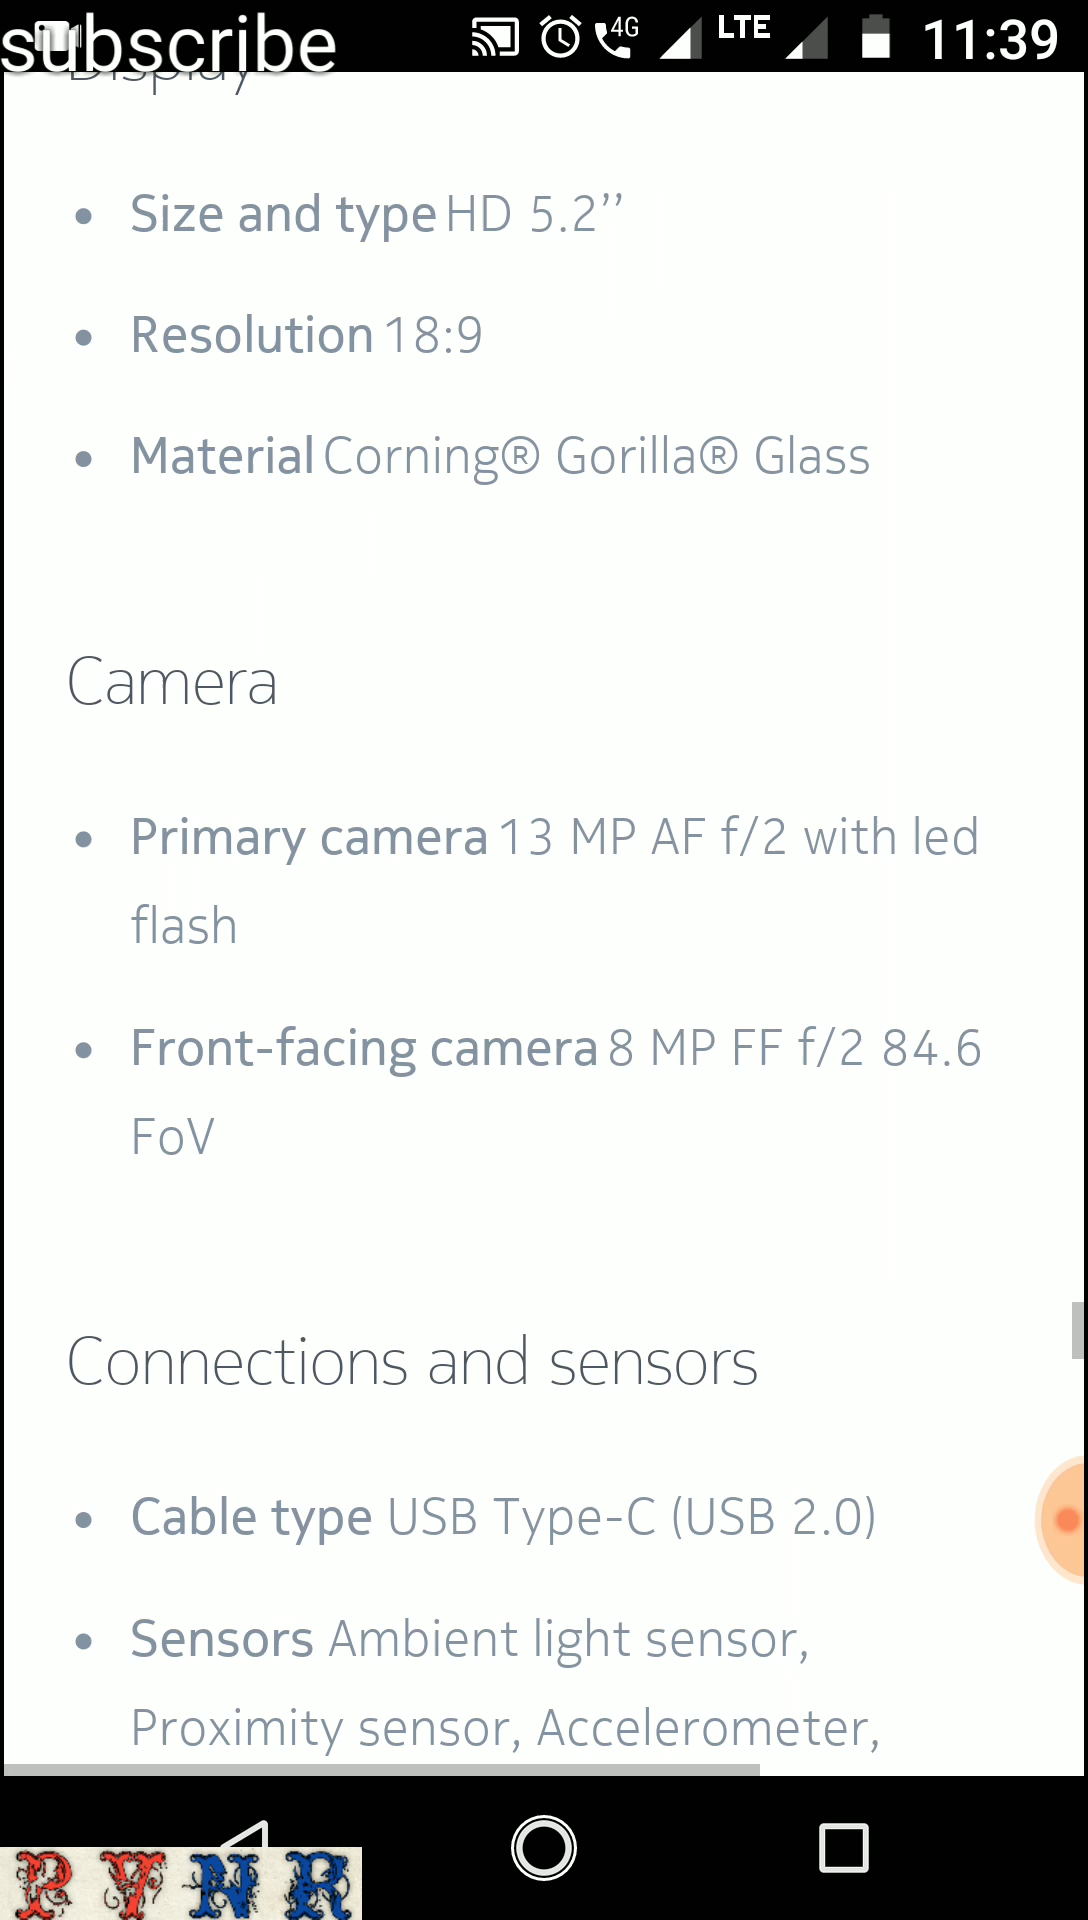 subscribe
4G LTE 11:39
Display
Size and type HD 5.2’’
Resolution 18:9
Material Corning® Gorilla® Glass
Camera
Primary camera 13 MP AF f/2 with led
flash
Front-facing camera 8 MP FF f/2 84.6
FoV
Connections and sensors
Cable type USB Type-C (USB 2.0)
Sensors Ambient light sensor,
Proximity sensor, Accelerometer,
PVNR